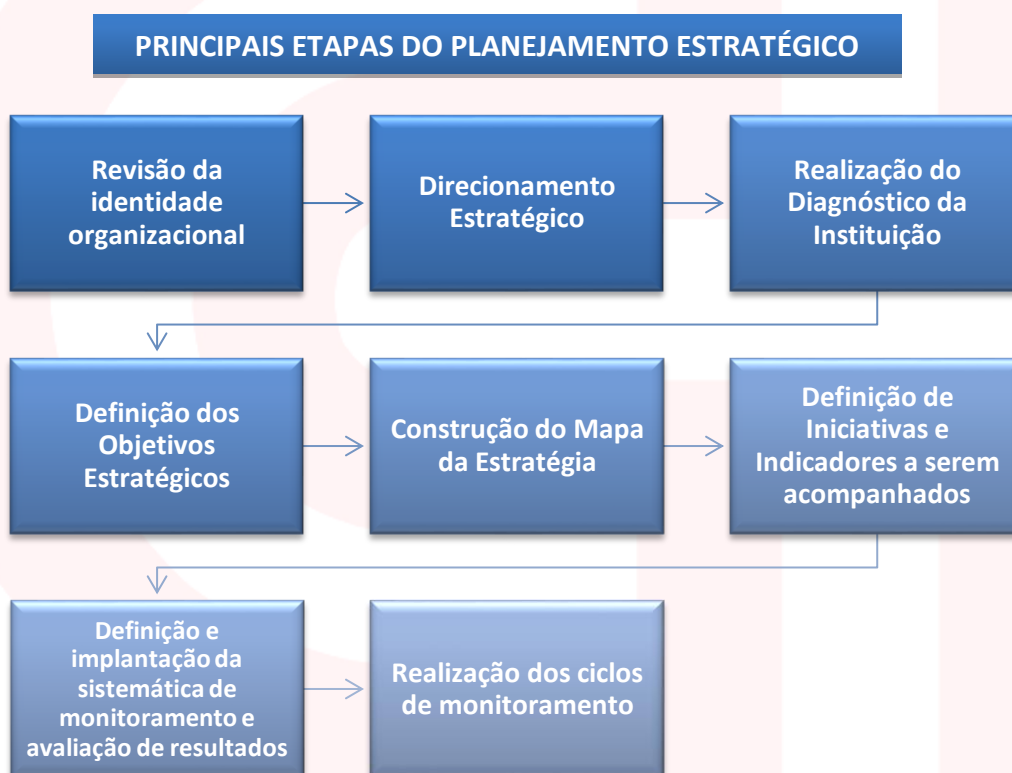 PRINCIPAIS ETAPAS DO PLANEJAMENTO ESTRATÉGICO
Revisão da
identidade
organizacional
Direcionamento
Estratégico
Realização do
Diagnóstico da
Instituição
Definição dos
Objetivos
Estratégicos
Construção do Mapa
da Estratégia
Definição de
Iniciativas e
Indicadores a serem
acompanhados
Definição e
implantação da
sistemática de
monitoramento e
avaliação de resultados
Realização dos ciclos
de monitoramento